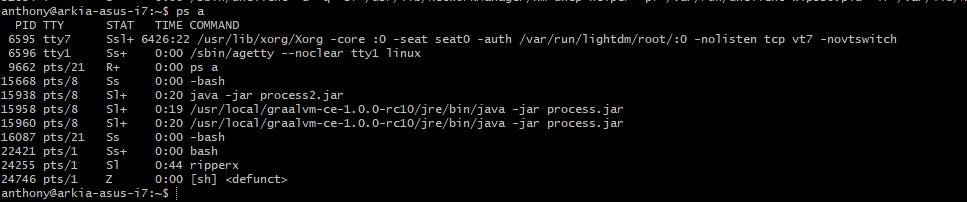 anthony@arkia-asus-i7:~$ ps a
  PID TTY      STAT   TIME COMMAND
 6595 tty7     Ssl+ 6426:22 /usr/lib/xorg/Xorg -core :0 -seat seat0 -auth /var/run/lightdm/root/:0 -nolisten tcp vt7 -novtswitch
 6596 tty1     Ss+    0:00 /sbin/agetty --noclear tty1 linux
 9662 pts/21   R+     0:00 ps a
15668 pts/8    Ss     0:00 -bash
15938 pts/8    Sl+    0:20 java -jar process2.jar
15958 pts/8    Sl+    0:19 /usr/local/graalvm-ce-1.0.0-rc10/jre/bin/java -jar process.jar
15960 pts/8    Sl+    0:20 /usr/local/graalvm-ce-1.0.0-rc10/jre/bin/java -jar process.jar
16087 pts/21   Ss     0:00 -bash
22421 pts/1    Ss+    0:00 bash
24255 pts/1    Sl     0:44 ripperx
24746 pts/1    Z      0:00 [sh] <defunct>
anthony@arkia-asus-i7:~$